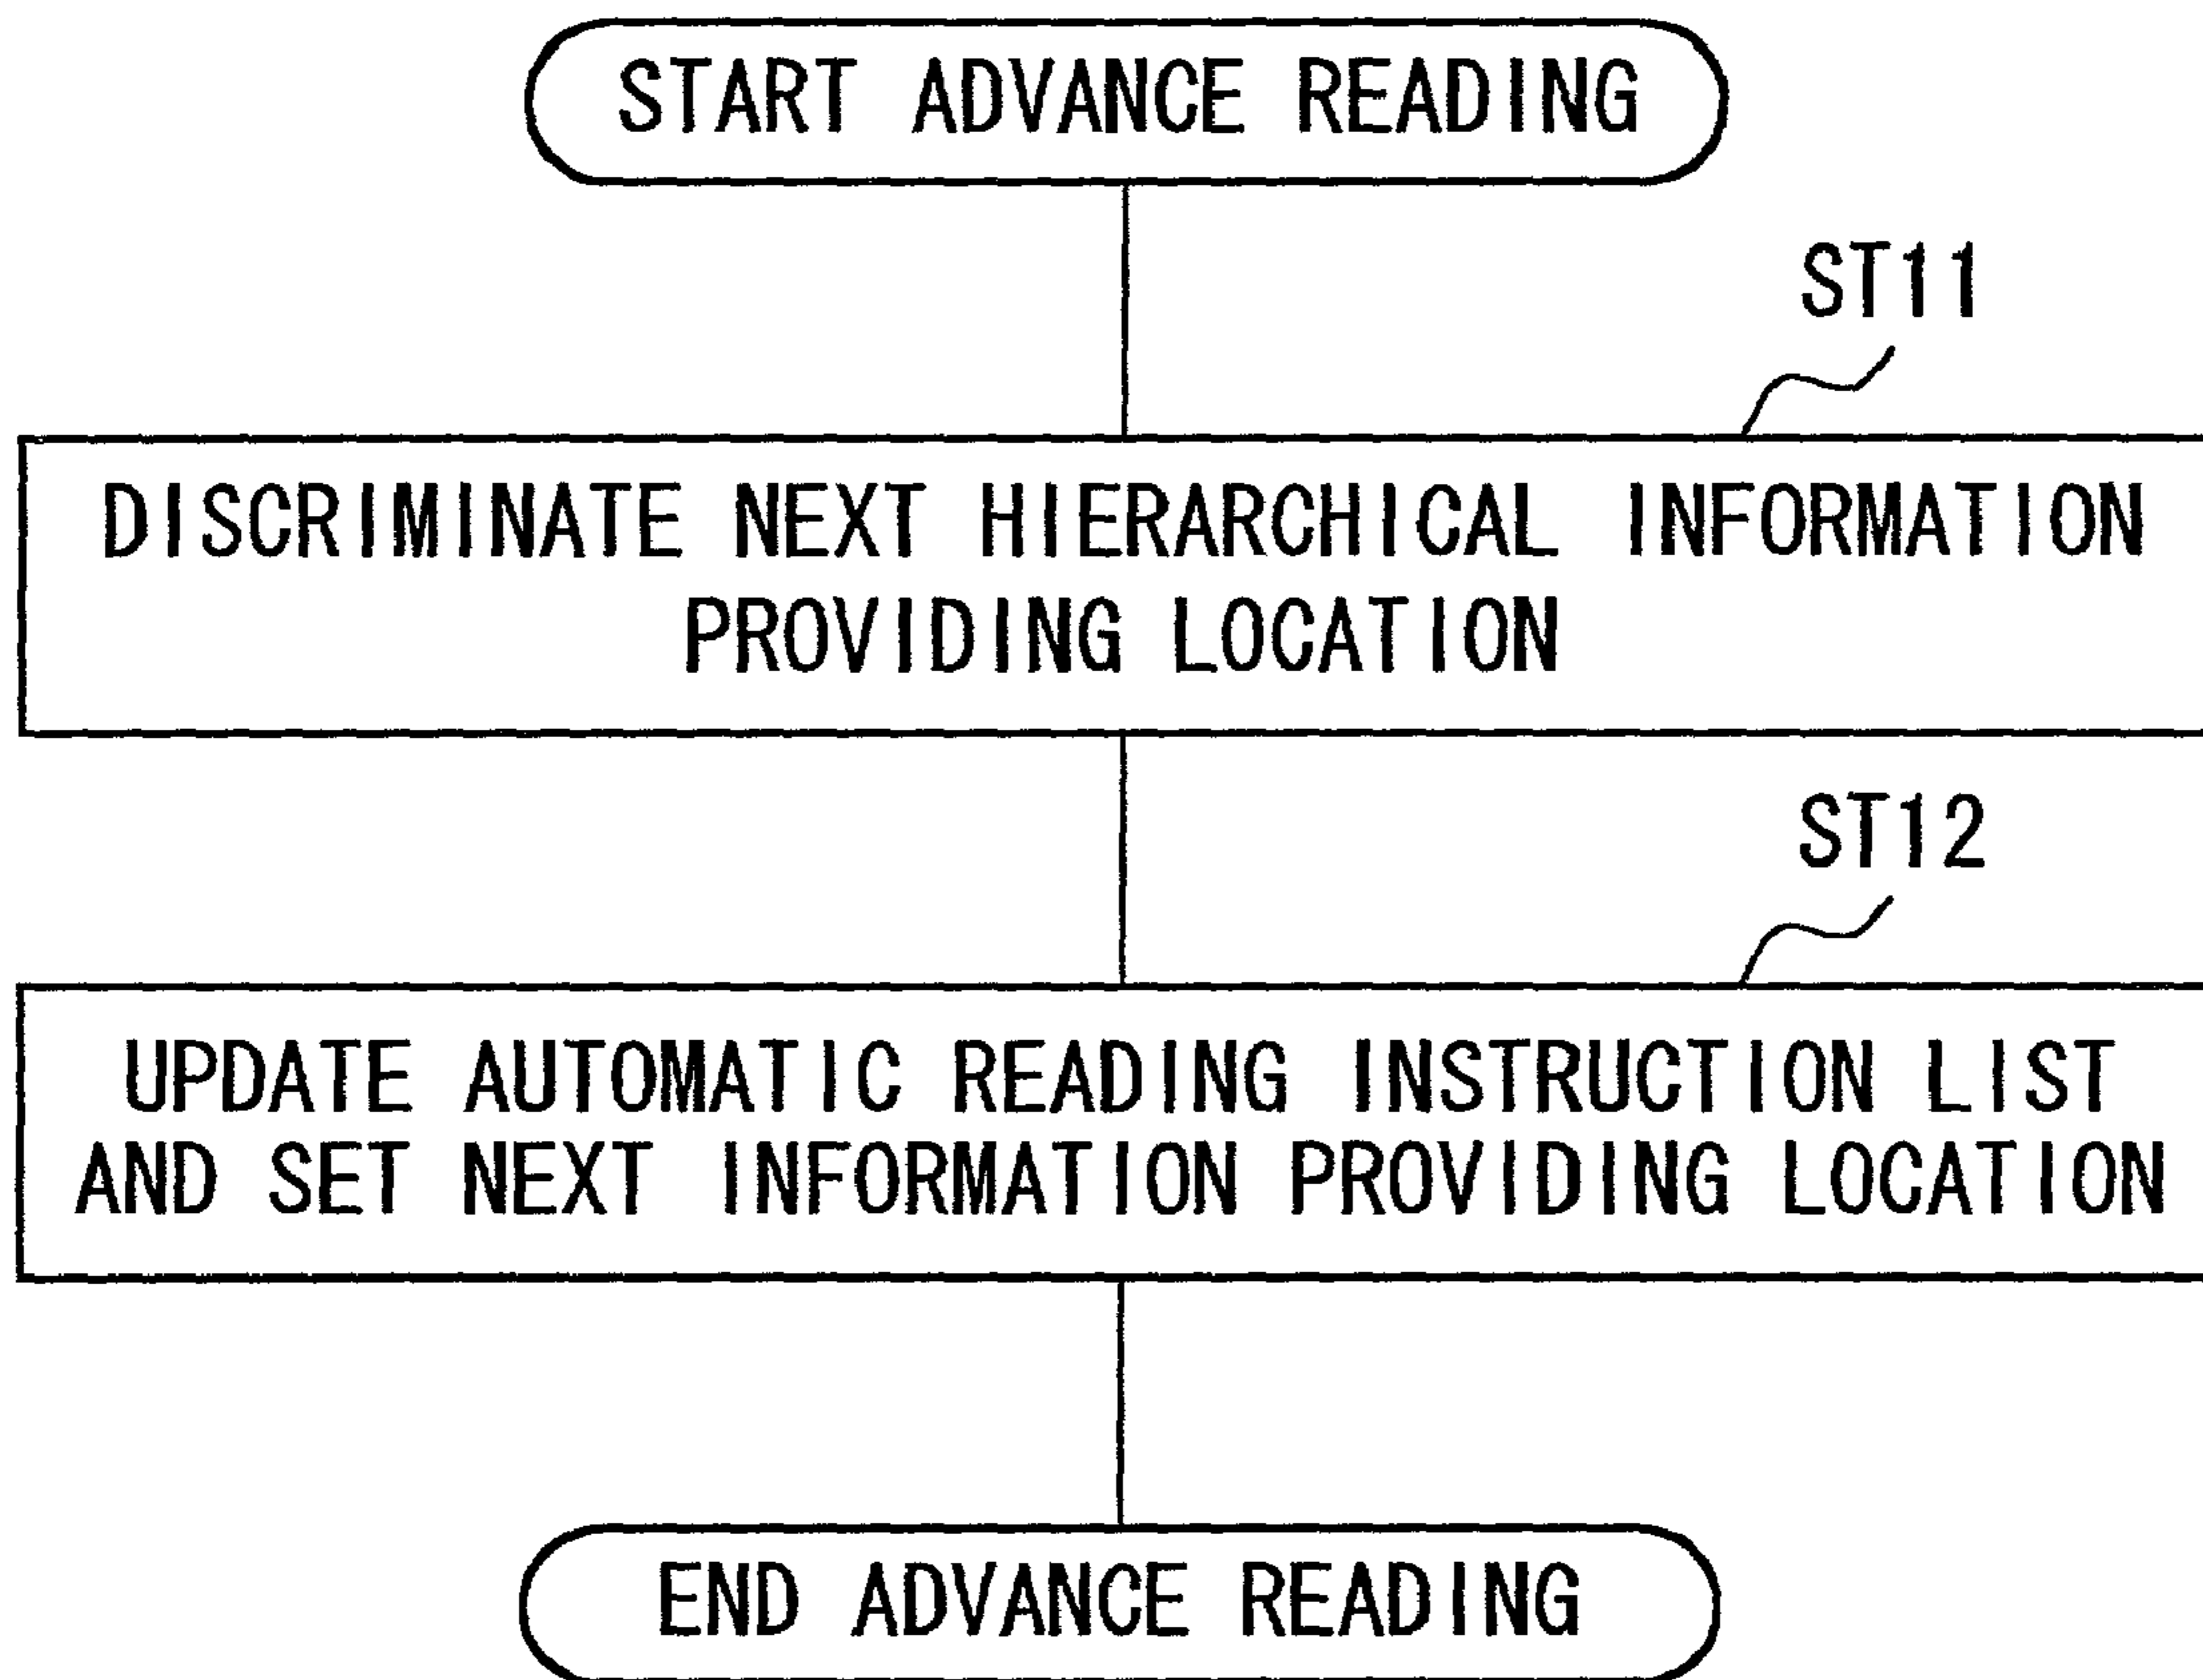 START ADVANCE READING
ST11
DISCRIMINATE NEXT HIERARCHICAL INFORMATION
PROVIDING LOCATION
ST12
UPDATE AUTOMATIC READING INSTRUCTION LIST
AND SET NEXT INFORMATION PROVIDING LOCATION
END ADVANCE READING